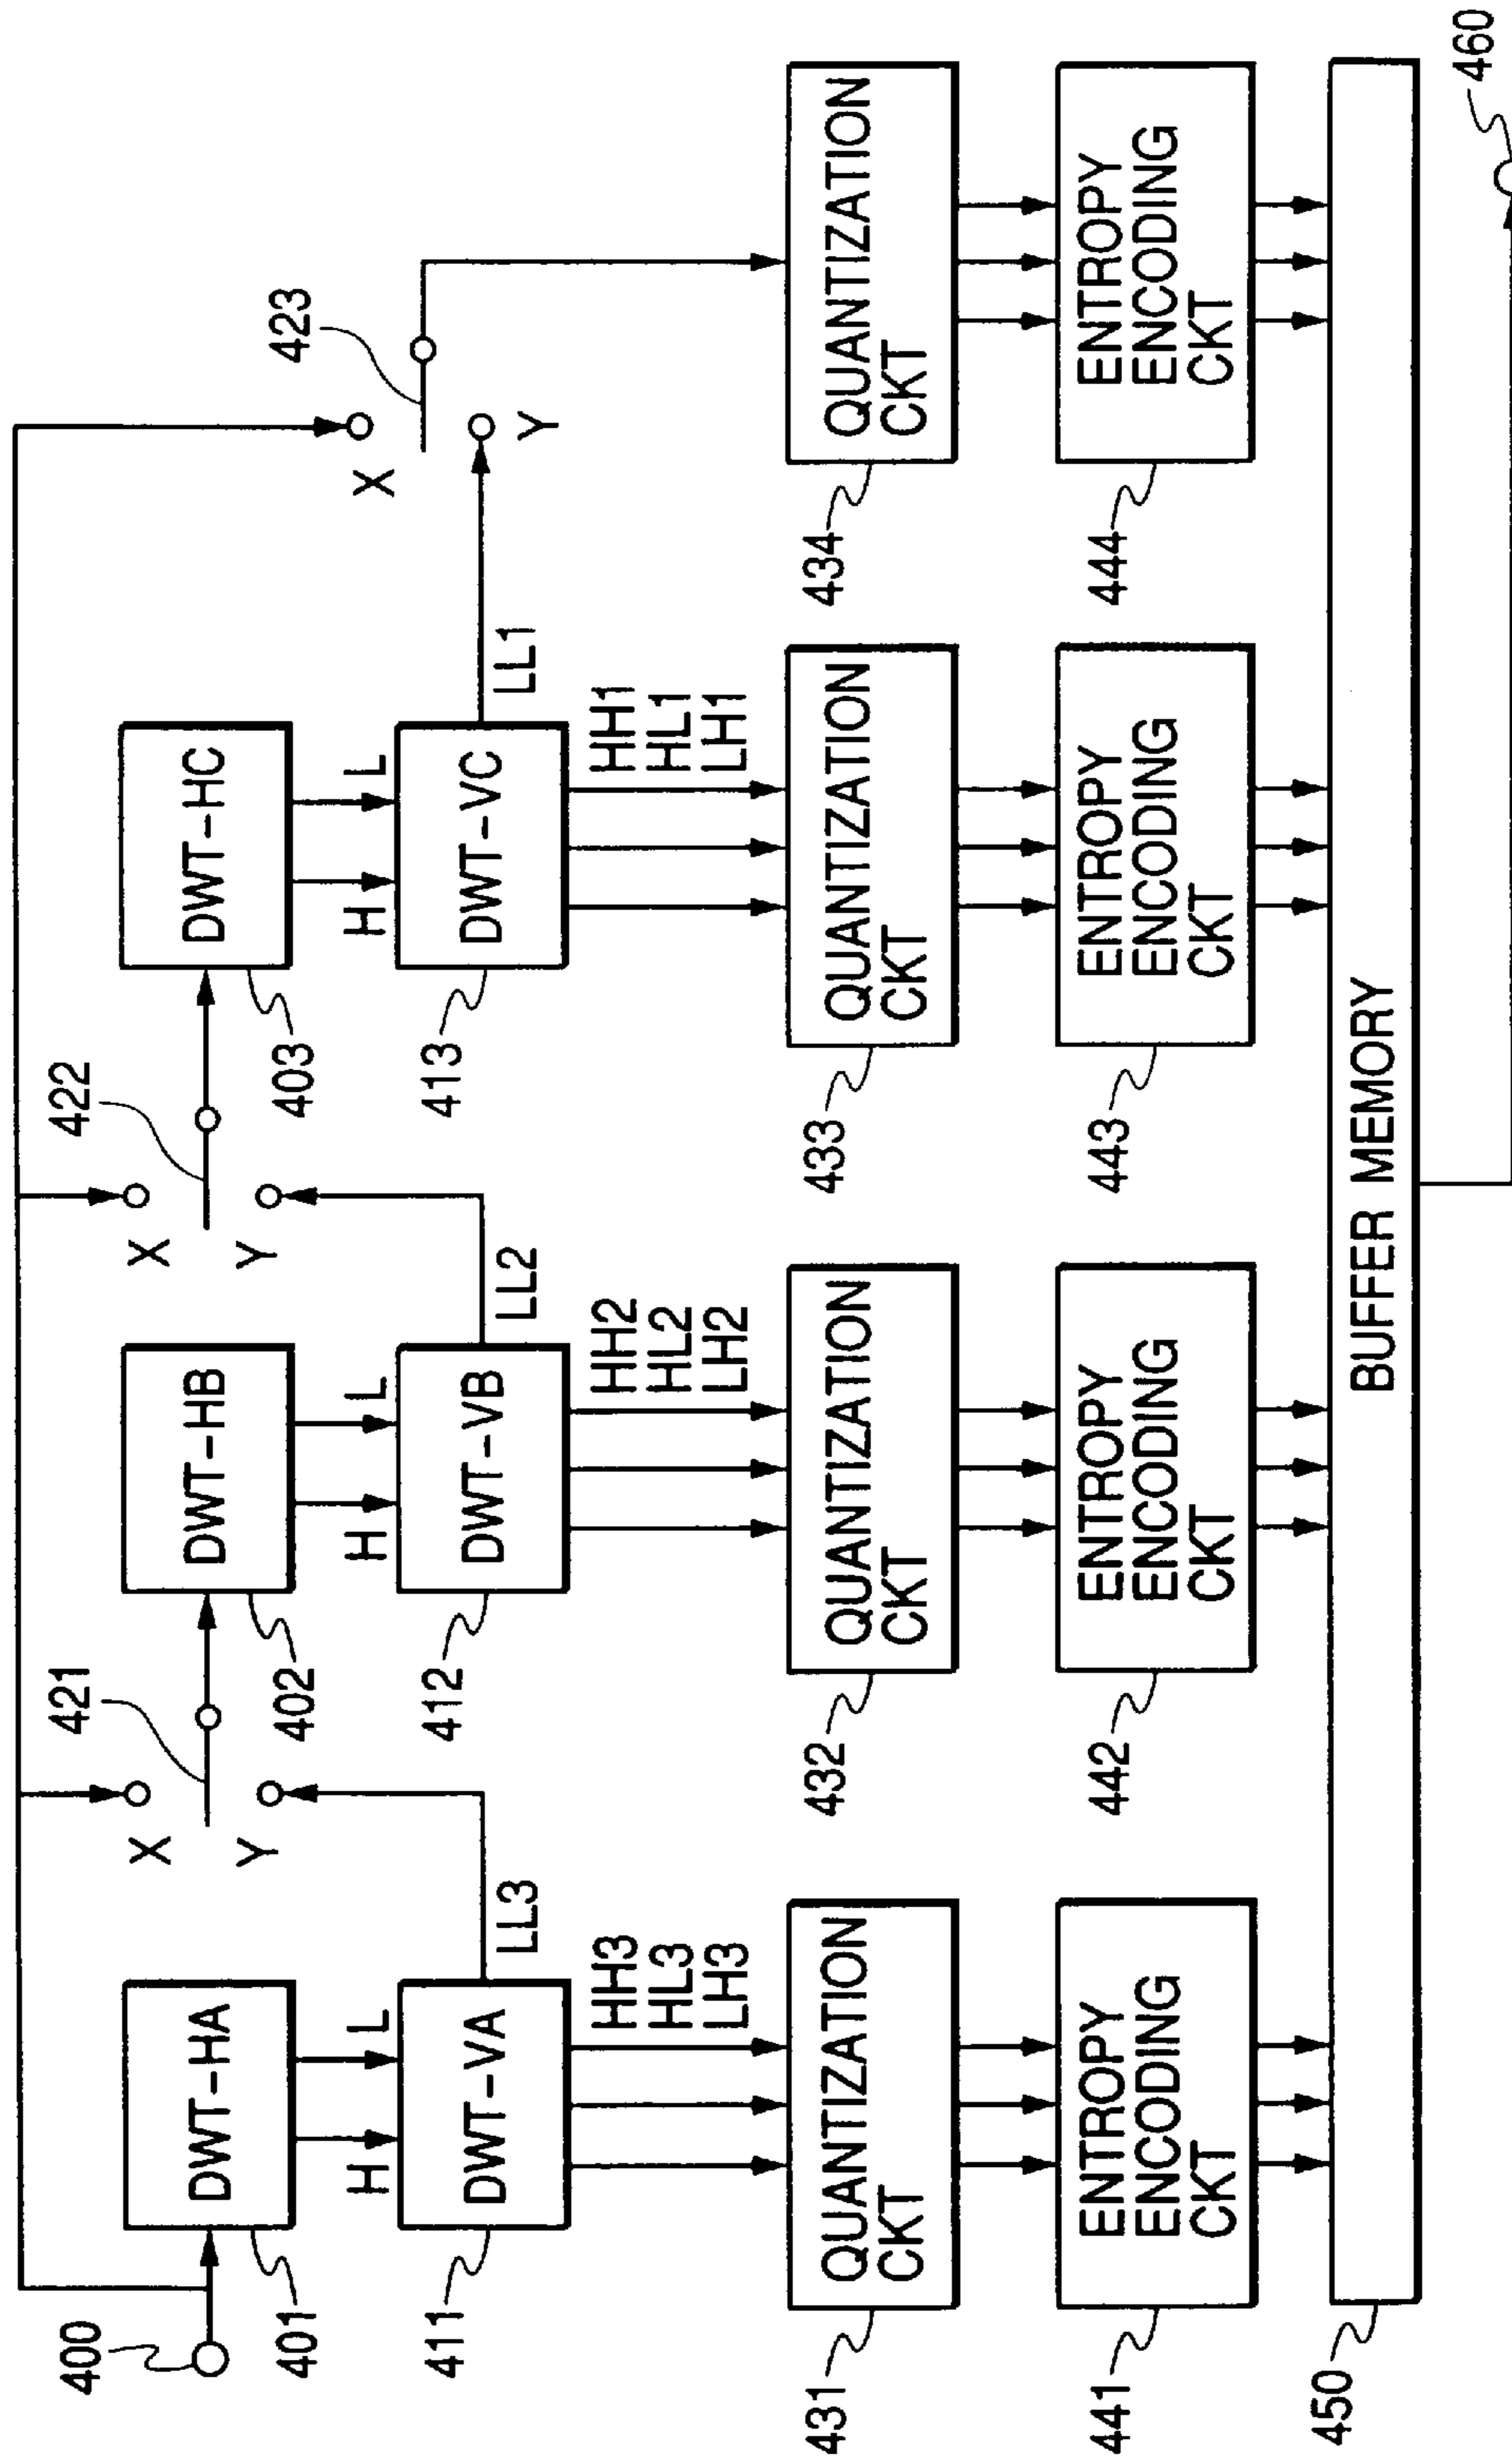 400
401
DWT-HA
H
L
411
DWT-VA
LL3
HH3
HL3
LH3
431
QUANTIZATION
CKT
441
ENTROPY
ENCODING
CKT
421
X
Y
402
DWT-HB
H
L
412
DWT-VB
LL2
HH2
HL2
LH2
432
QUANTIZATION
CKT
442
ENTROPY
ENCODING
CKT
422
X
Y
403
DWT-HC
H
L
413
DWT-VC
LL1
HH1
HL1
LH1
433
QUANTIZATION
CKT
443
ENTROPY
ENCODING
CKT
423
X
Y
434
QUANTIZATION
CKT
444
ENTROPY
ENCODING
CKT
450
BUFFER MEMORY
460